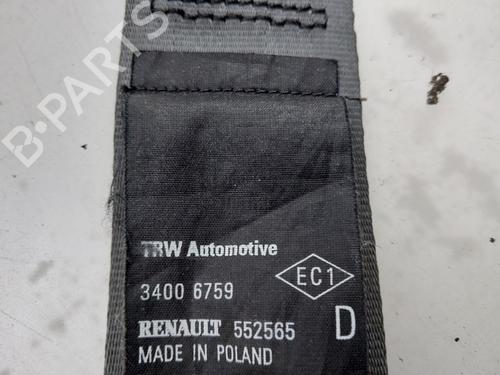 B-PARTS
TRW Automotive
3400 6759
EC1
RENAULT 552565
D
MADE IN POLAND